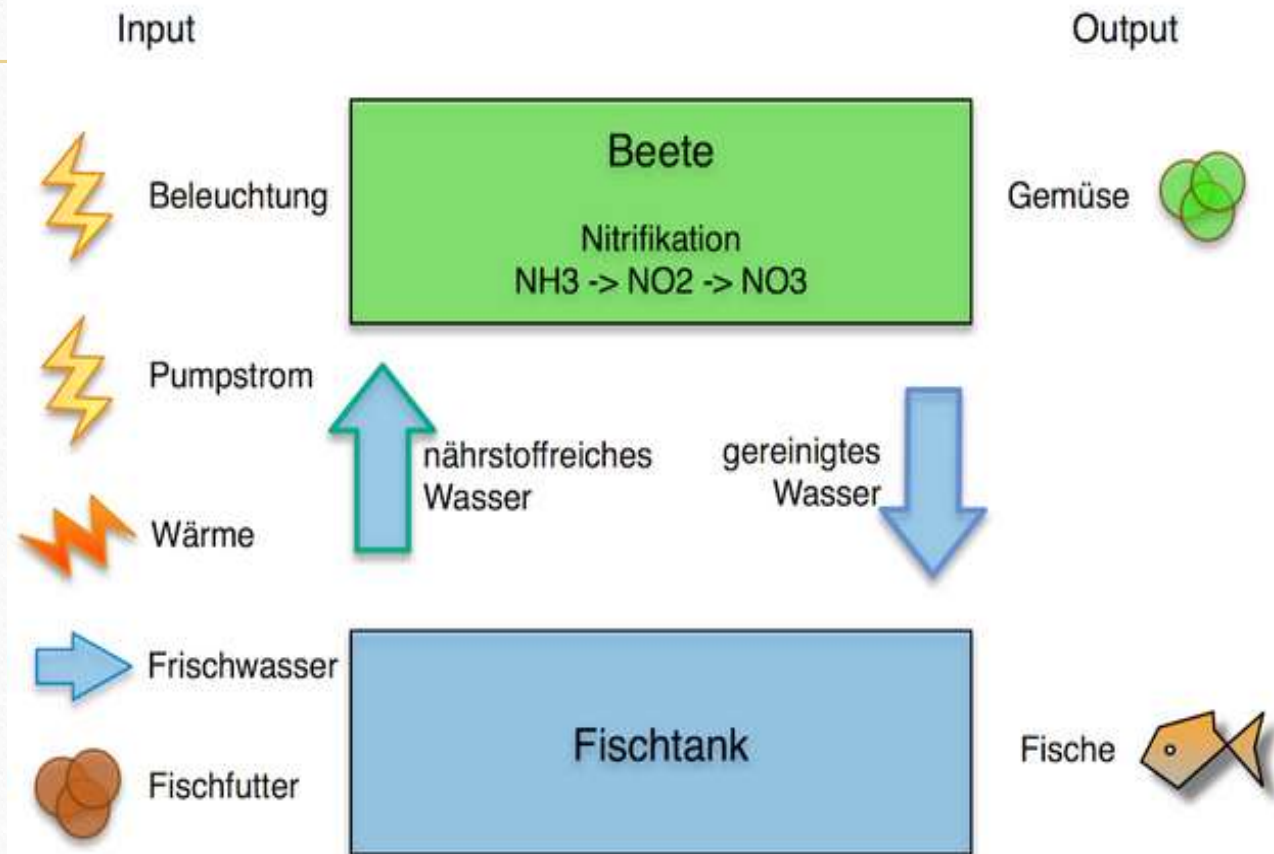 Input
Output
Beleuchtung
Pumpstrom
Wärme
Frischwasser
Fischfutter
Beete
Nitrifikation
NH3 -> NO2 -> NO3
nährstoffreiches
Wasser
gereinigtes
Wasser
Fischtank
Gemüse
Fische